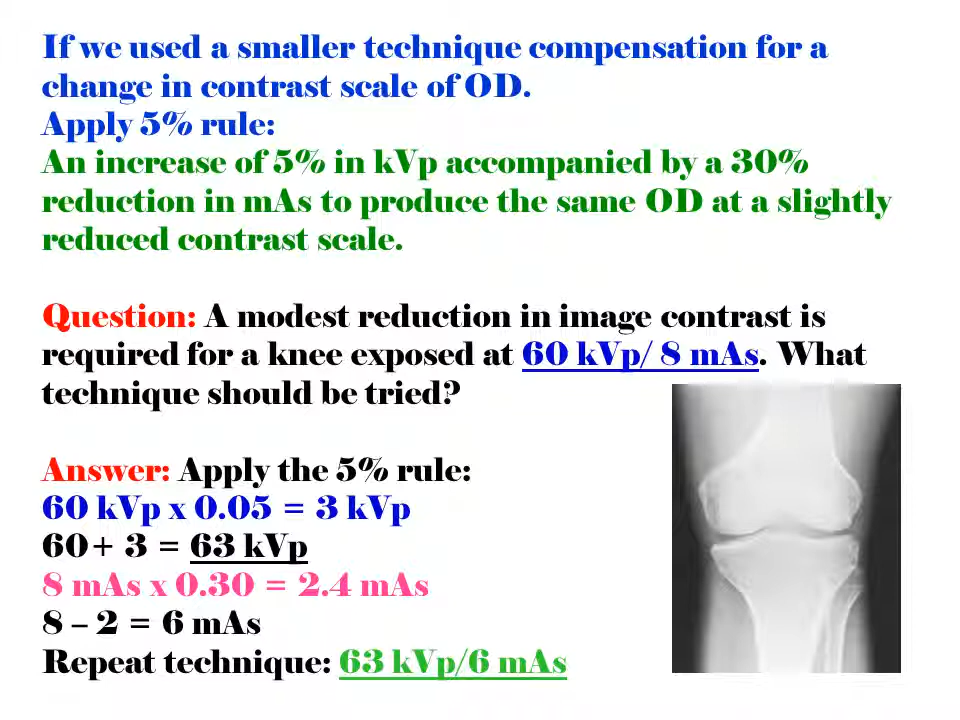 If we used a smaller technique compensation for a
change in contrast scale of OD.
Apply 5% rule:
An increase of 5% in kVp accompanied by a 30%
reduction in mAs to produce the same OD at a slightly
reduced contrast scale.
Question: A modest reduction in image contrast is
required for a knee exposed at 60 kVp/ 8 mAs. What
technique should be tried?
Answer: Apply the 5% rule:
60 kVp x 0.05 = 3 kVp
60+ 3 = 63 kVp
8 mAs x 0.30 = 2.4 mAs
8 – 2 = 6 mAs
Repeat technique: 63 kVp/6 mAs